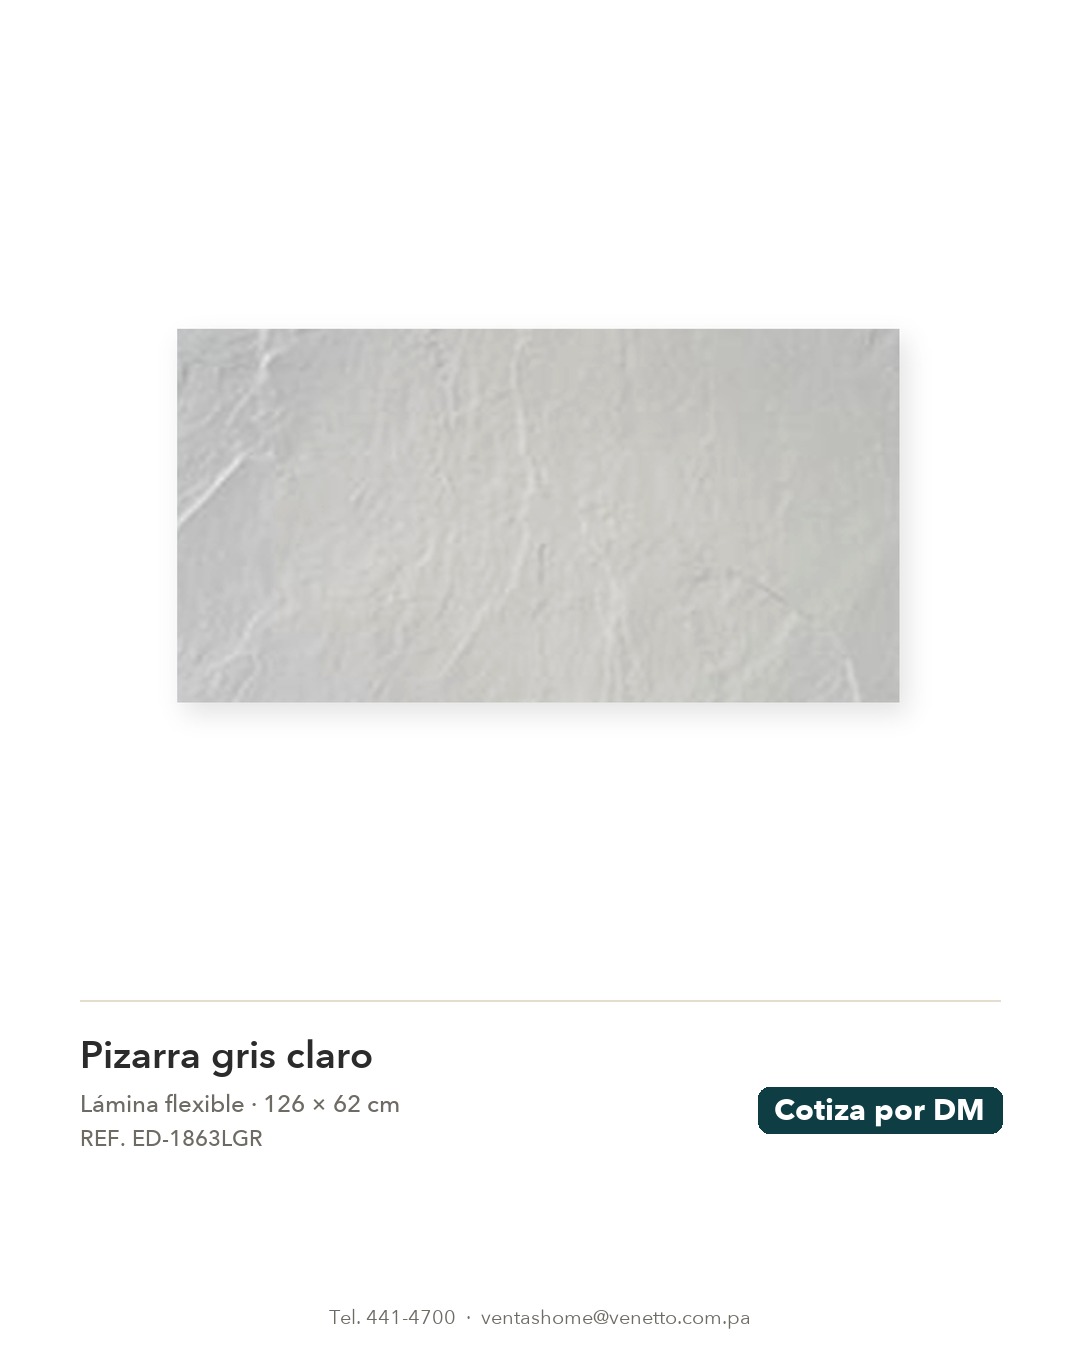 Pizarra gris claro
Lámina flexible · 126 × 62 cm
REF. ED-1863LGR
Cotiza por DM
Tel. 441-4700 · ventashome@venetto.com.pa